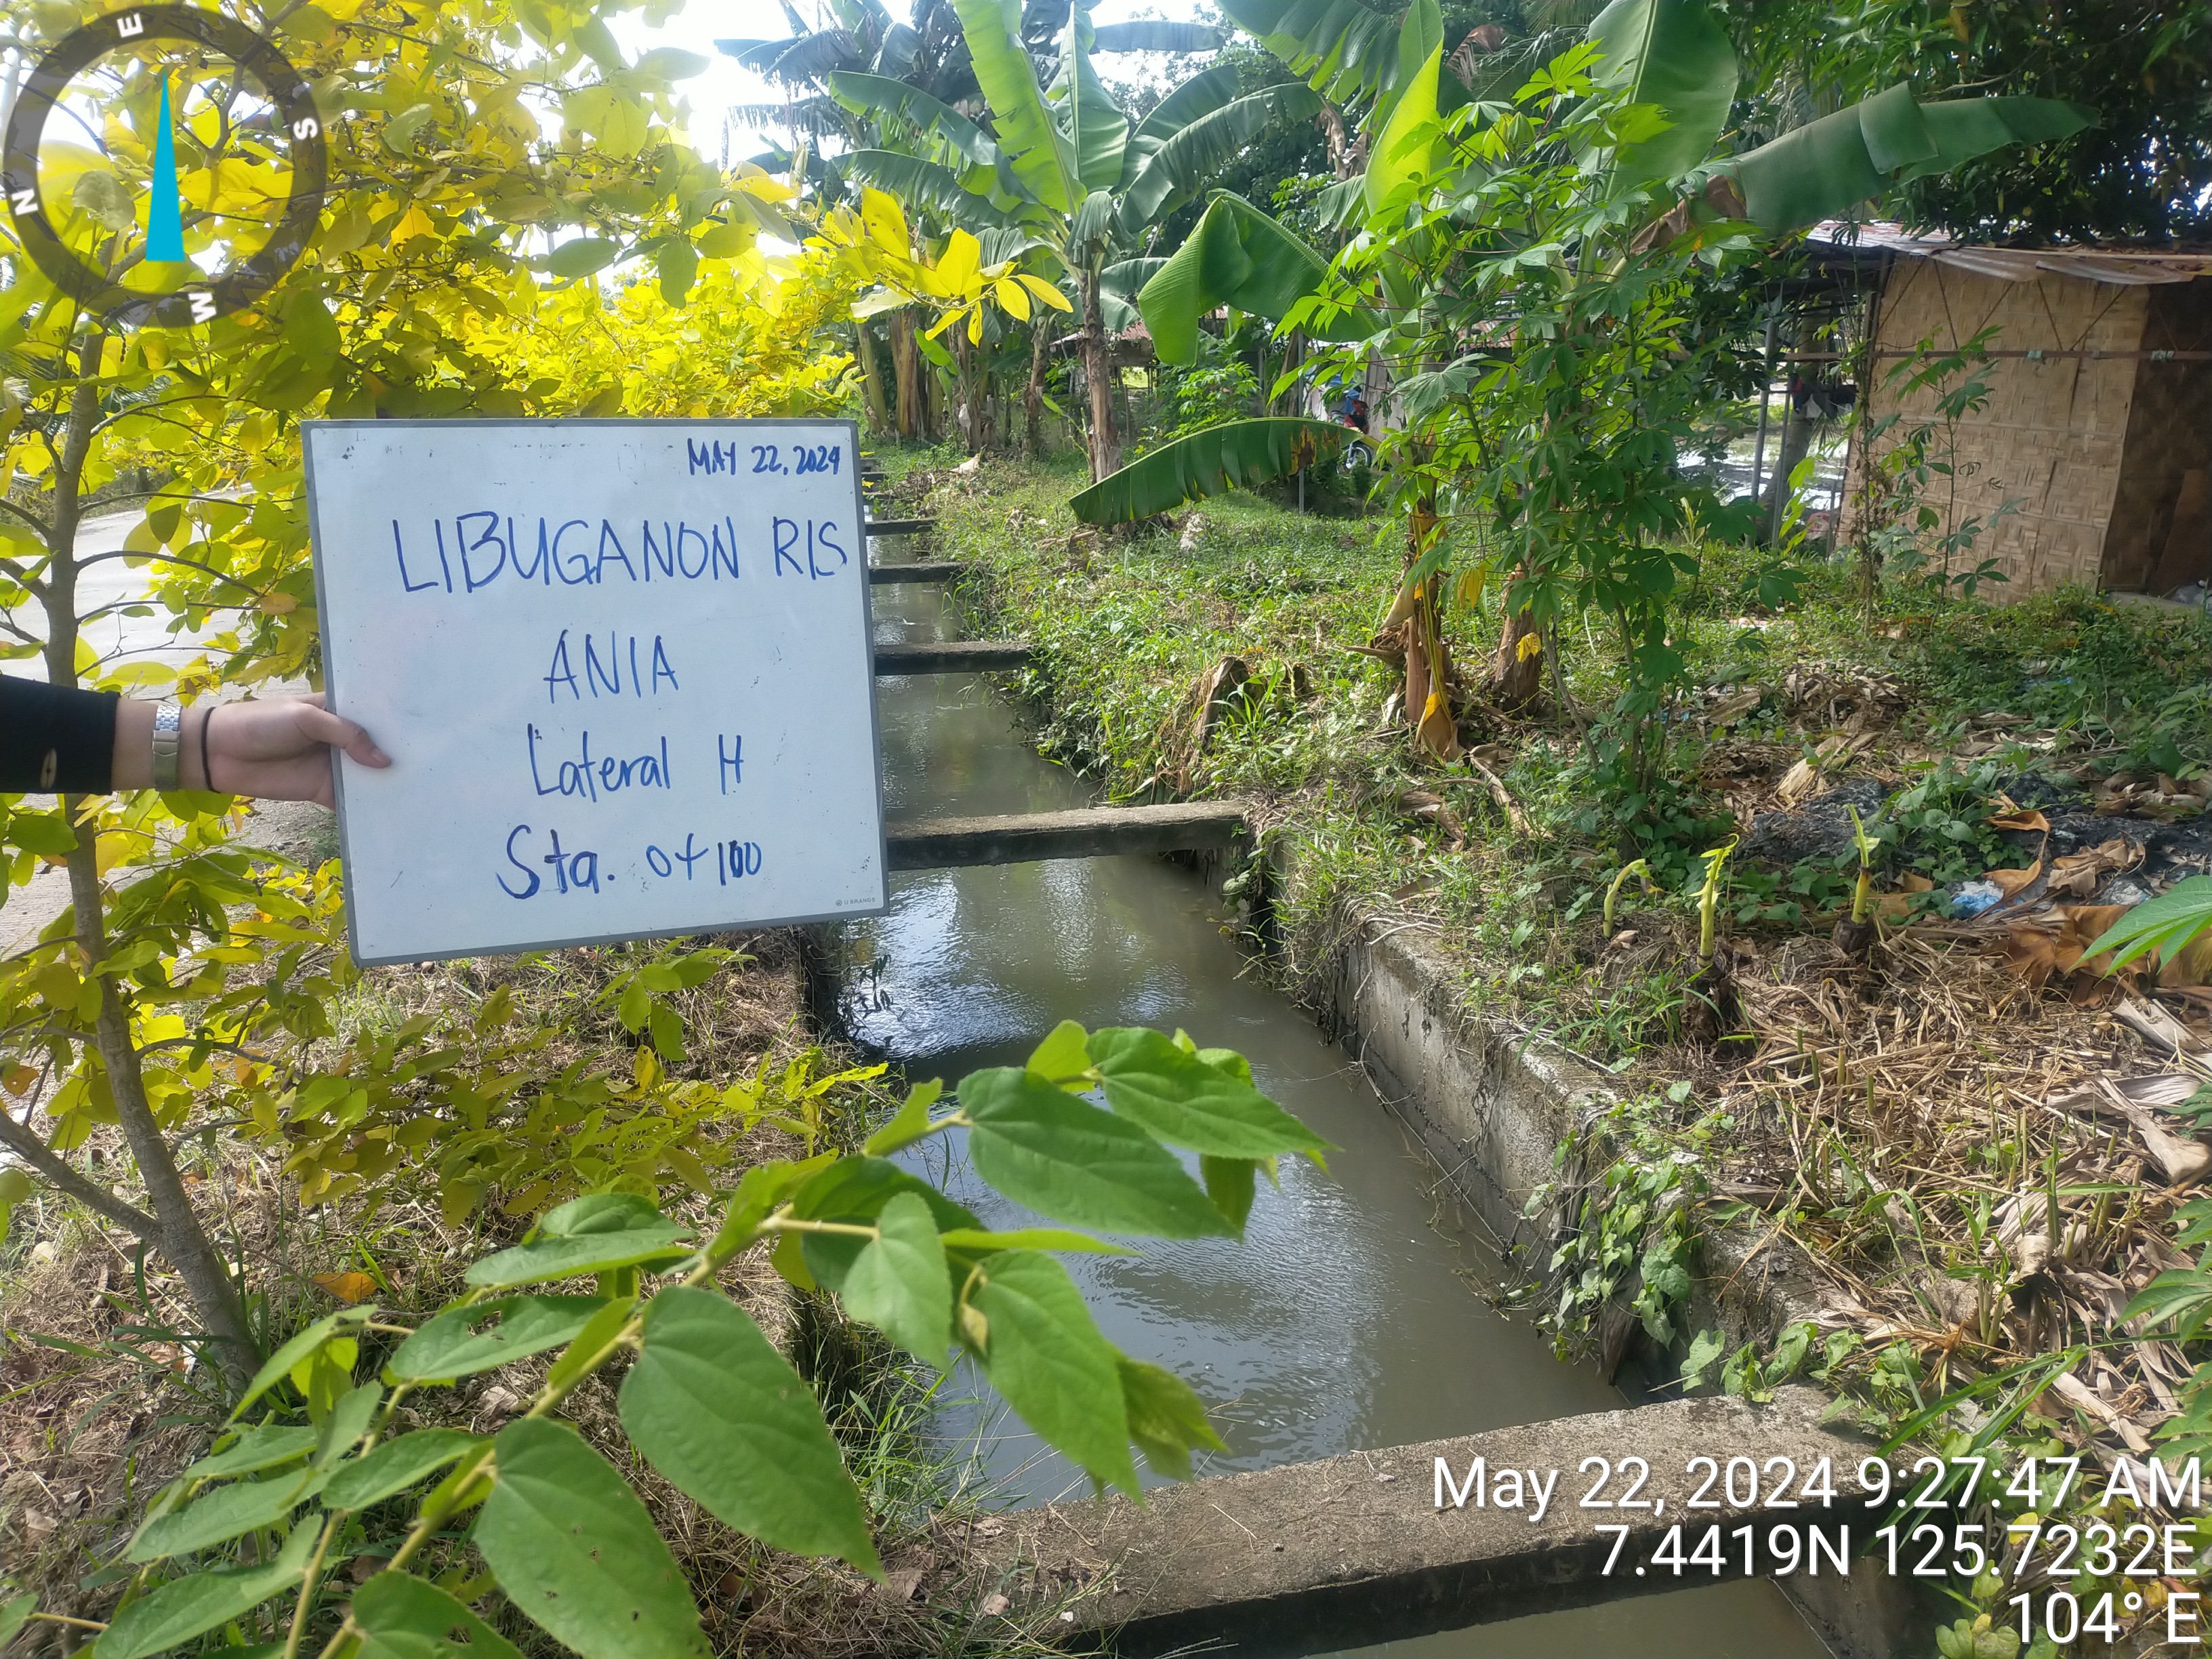 E
S
N
W
MAY 22, 2024
LIBUGANON RIS
ANIA
Lateral H
Sta. 0+100
U BRANDS
May 22, 2024 9:27:47 AM
7.4419N 125.7232E
104° E